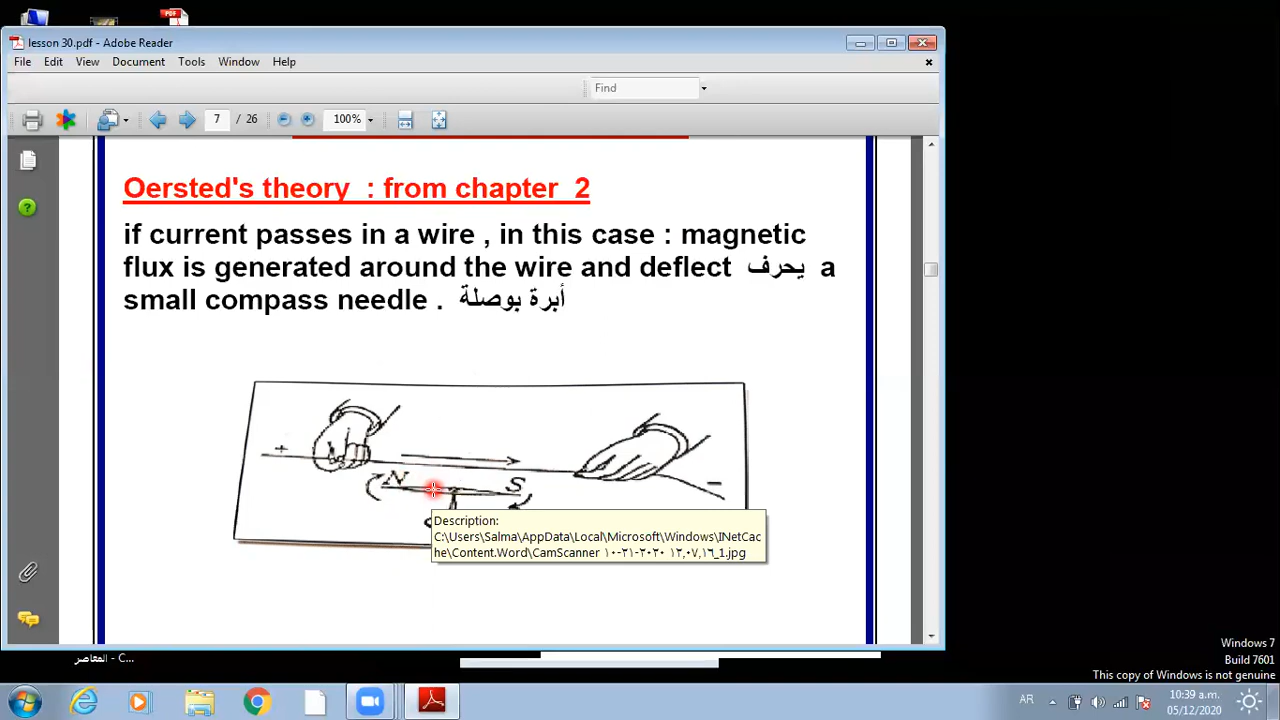 lesson 30.pdf - Adobe Reader
File Edit View Document Tools Window Help
Find
7 / 26 100%
Oersted's theory : from chapter 2
if current passes in a wire , in this case : magnetic
flux is generated around the wire and deflect يحرف a
small compass needle . أبرة بوصلة
+
N S
-
Description:
C:\Users\Salma\AppData\Local\Microsoft\Windows\INetCac
he\Content.Word\CamScanner ١٠-٣١-٢٠٢٠ ١٢,٠٧,١٦_1.jpg
المعاصر - C...
Windows 7
Build 7601
This copy of Windows is not genuine
AR
10:39 a.m.
05/12/2020